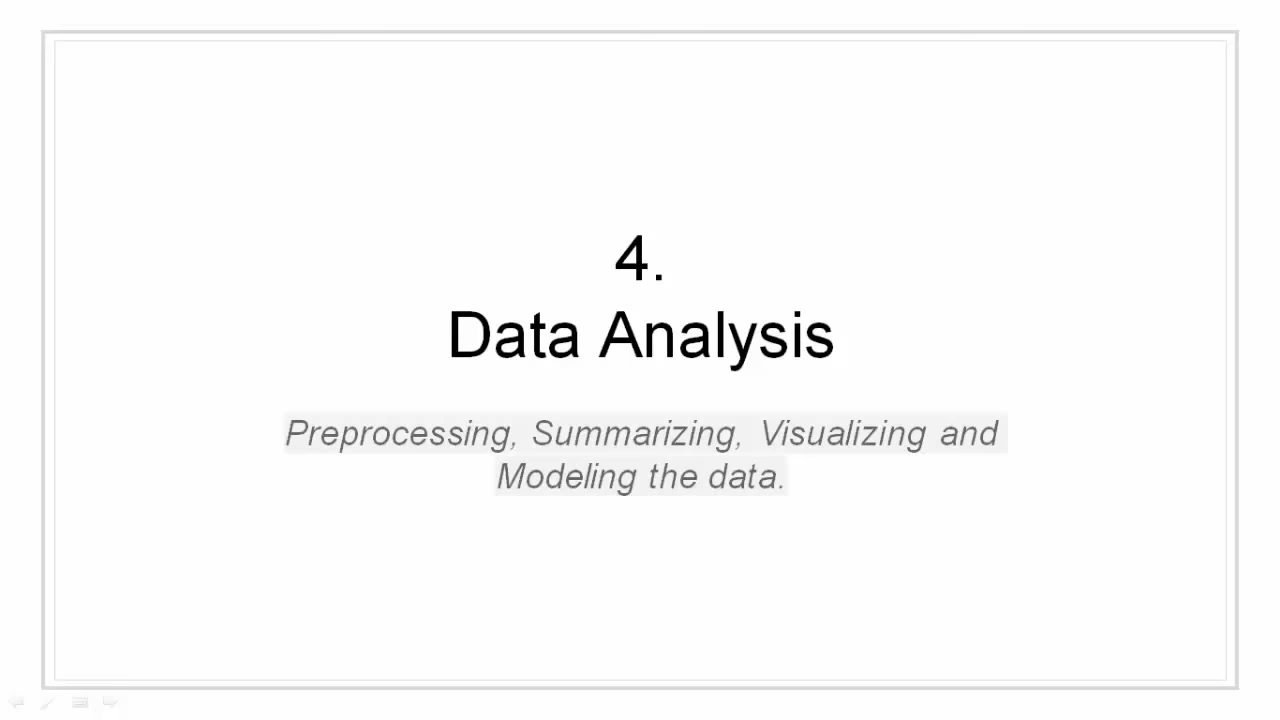 4.
Data Analysis
Preprocessing, Summarizing, Visualizing and
Modeling the data.